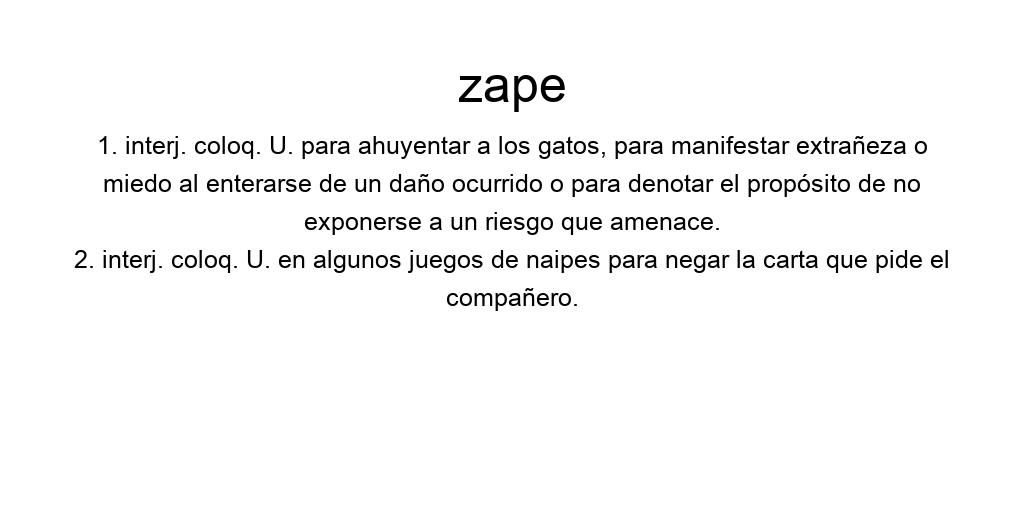 zape
1. interj. coloq. U. para ahuyentar a los gatos, para manifestar extrañeza o
miedo al enterarse de un daño ocurrido o para denotar el propósito de no
exponerse a un riesgo que amenace.
2. interj. coloq. U. en algunos juegos de naipes para negar la carta que pide el
compañero.